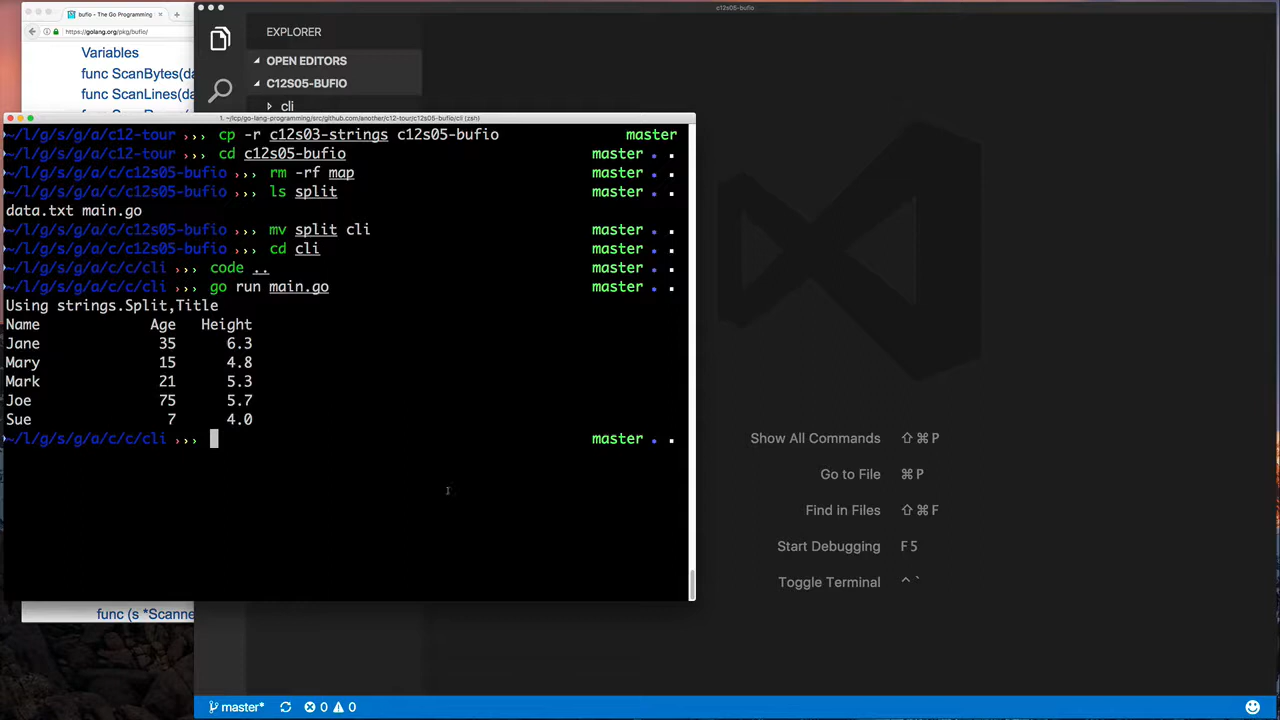 bufio - The Go Programming
https://golang.org/pkg/bufio/
Variables
func ScanBytes(da
func ScanLines(da
func (s *Scanne
c12s05-bufio
EXPLORER
OPEN EDITORS
C12S05-BUFIO
cli
1. ~/lcp/go-lang-programming/src/github.com/another/c12-tour/c12s05-bufio/cli (zsh)
~/l/g/s/g/a/c12-tour ››› cp -r c12s03-strings c12s05-bufio master
~/l/g/s/g/a/c12-tour ››› cd c12s05-bufio master . .
~/l/g/s/g/a/c12s05-bufio ››› rm -rf map master . .
~/l/g/s/g/a/c12s05-bufio ››› ls split master . .
data.txt main.go
~/l/g/s/g/a/c12s05-bufio ››› mv split cli master . .
~/l/g/s/g/a/c12s05-bufio ››› cd cli master . .
~/l/g/s/g/a/c/c/cli ››› code .. master . .
~/l/g/s/g/a/c/c/cli ››› go run main.go master . .
Using strings.Split,Title
Name Age Height
Jane 35 6.3
Mary 15 4.8
Mark 21 5.3
Joe 75 5.7
Sue 7 4.0
~/l/g/s/g/a/c/c/cli ››› master . .
Show All Commands ⇧⌘P
Go to File ⌘P
Find in Files ⇧⌘F
Start Debugging F5
Toggle Terminal ^`
master* 0 0